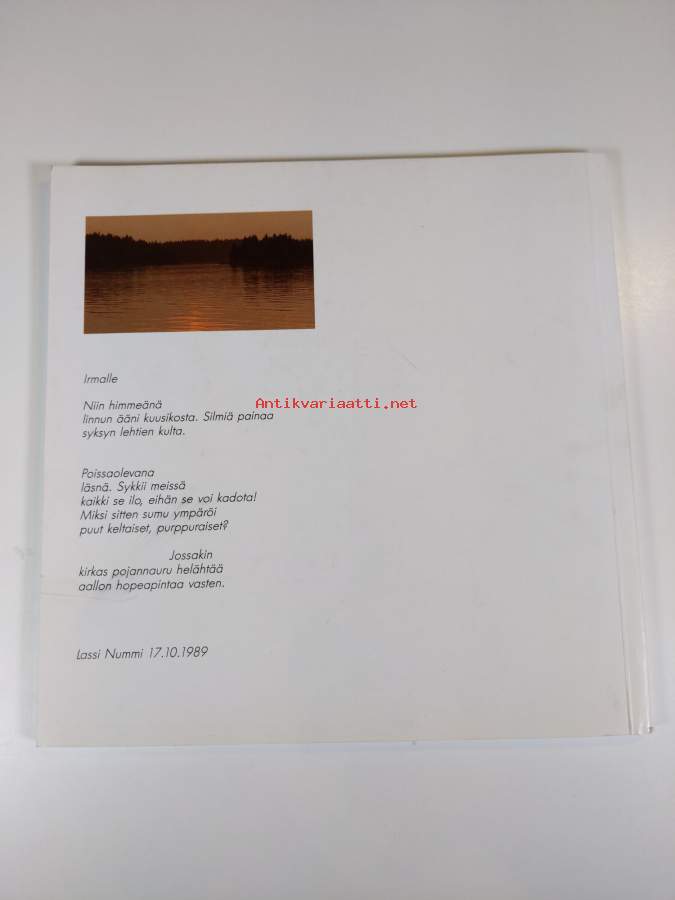 Irmalle
Niin himmeänä
linnun ääni kuusikosta. Silmiä painaa
syksyn lehtien kulta.
Poissaolevana
läsnä. Sykkii meissä
kaikki se ilo, eihän se voi kadota!
Miksi sitten sumu ympäröi
puut keltaiset, purppuraiset?
Jossakin
kirkas pojannauru helähtää
aallon hopeapintaa vasten.
Lassi Nummi 17.10.1989
Antikvariaatti.net